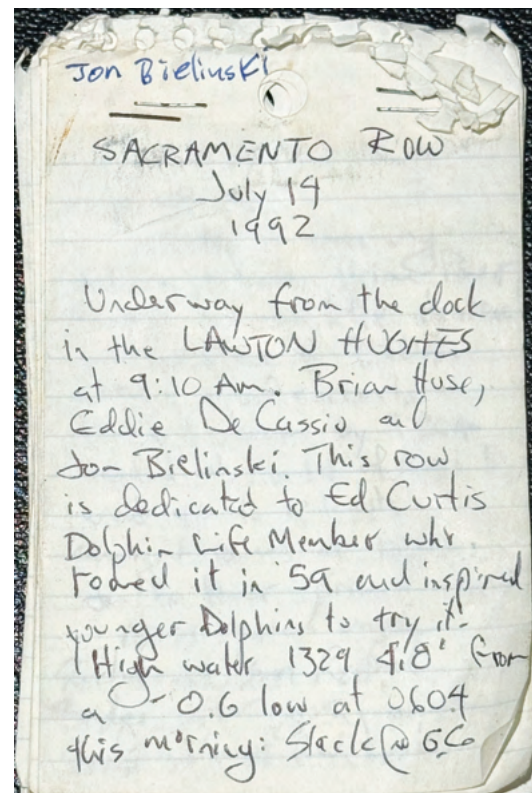 Jon Bielinski
SACRAMENTO ROW
July 14
1992
Underway from the dock
in the LAWTON HUGHES
at 9:10 Am. Brian Huse,
Eddie De Cassio and
Jon Bielinski. This row
is dedicated to Ed Curtis
Dolphin Life Member who
rowed it in '59 and inspired
younger Dolphins to try it!
High water 1329 4.8' from
a -0.6 low at 0604
this morning: Slack @ GG